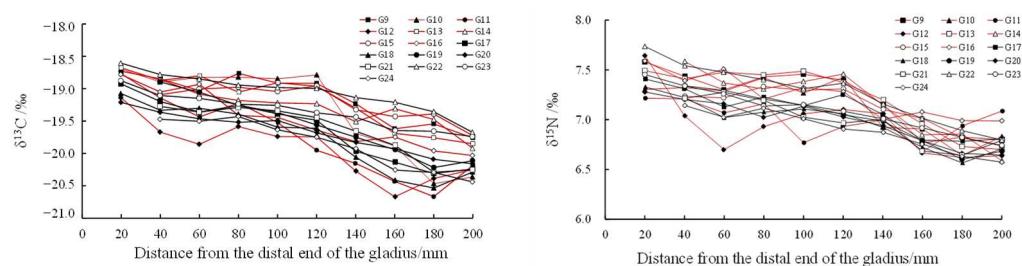 −18.0
−18.5
−19.0
−19.5
−20.0
−20.5
−21.0
δ13C /‰
0 20 40 60 80 100 120 140 160 180 200
Distance from the distal end of the gladius/mm
G9 G10 G11
G12 G13 G14
G15 G16 G17
G18 G19 G20
G21 G22 G23
G24
8.0
7.5
7.0
6.5
6.0
δ15N /‰
0 20 40 60 80 100 120 140 160 180 200
Distance from the distal end of the gladius/mm
G9 G10 G11
G12 G13 G14
G15 G16 G17
G18 G19 G20
G21 G22 G23
G24